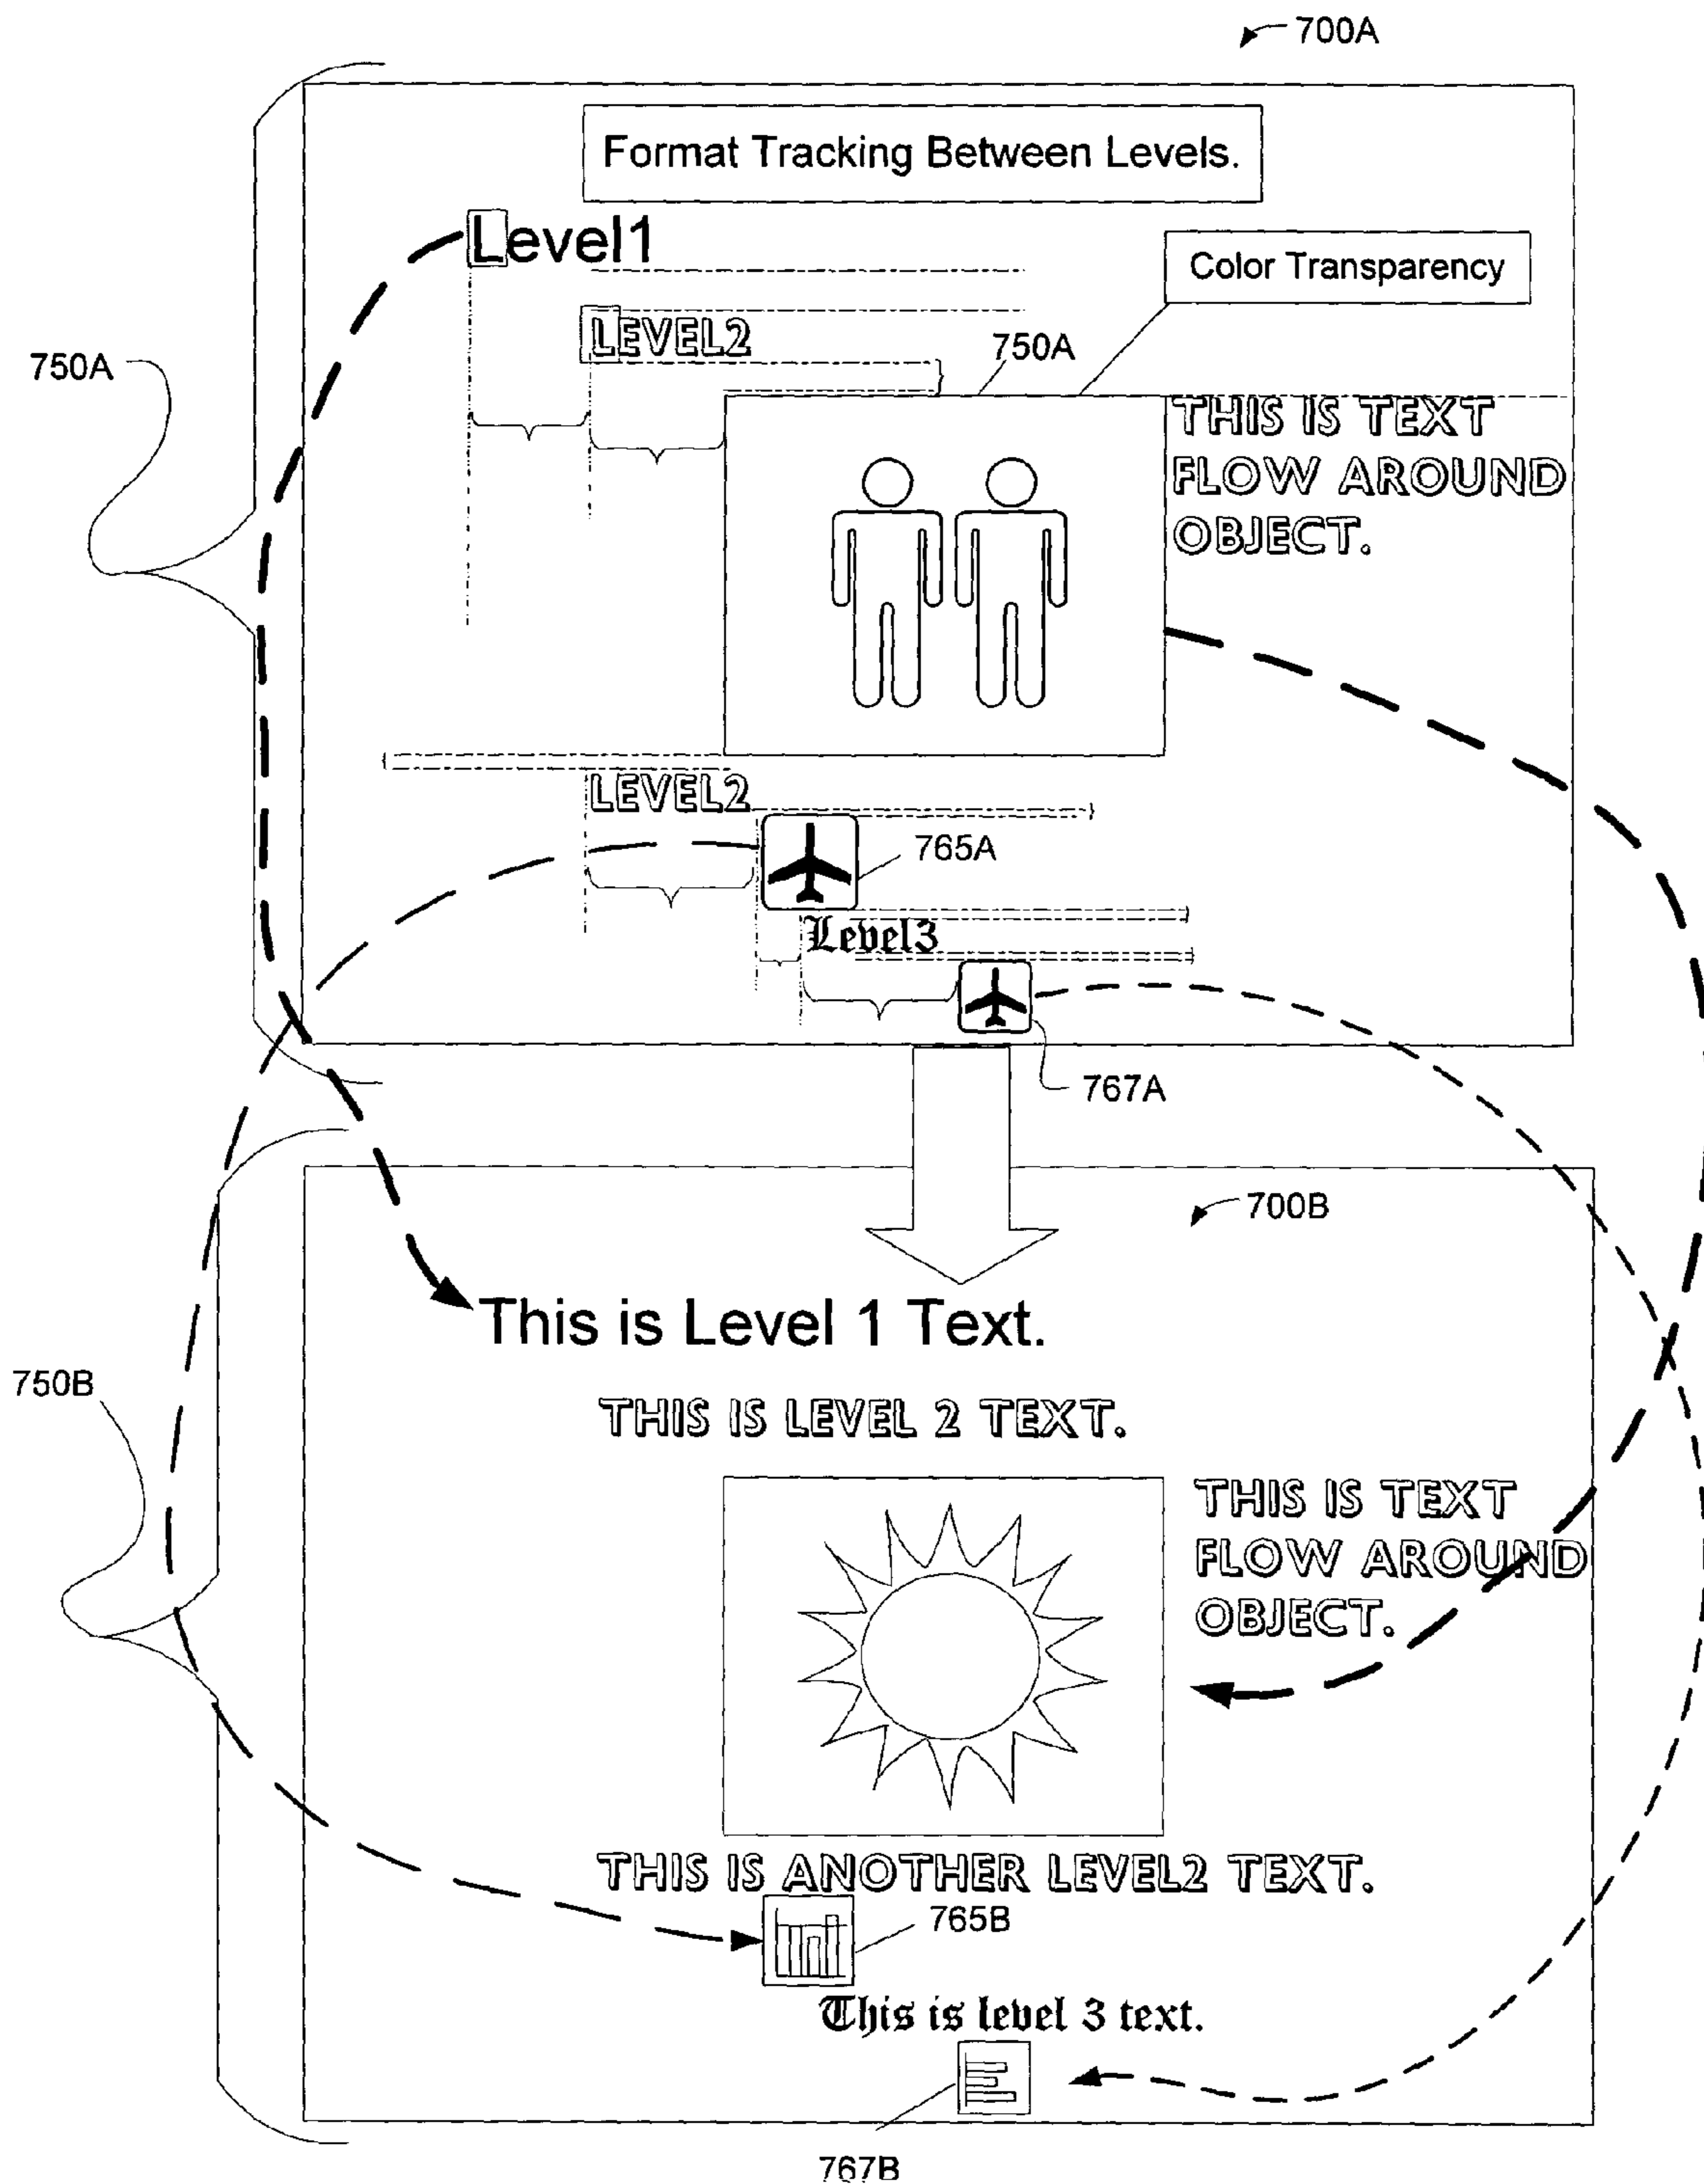 700A
Format Tracking Between Levels.
Level1
Color Transparency
LEVEL2
750A
750A
THIS IS TEXT
FLOW AROUND
OBJECT.
LEVEL2
765A
Level3
767A
700B
This is Level 1 Text.
750B
THIS IS LEVEL 2 TEXT.
THIS IS TEXT
FLOW AROUND
OBJECT.
THIS IS ANOTHER LEVEL2 TEXT.
765B
This is level 3 text.
767B